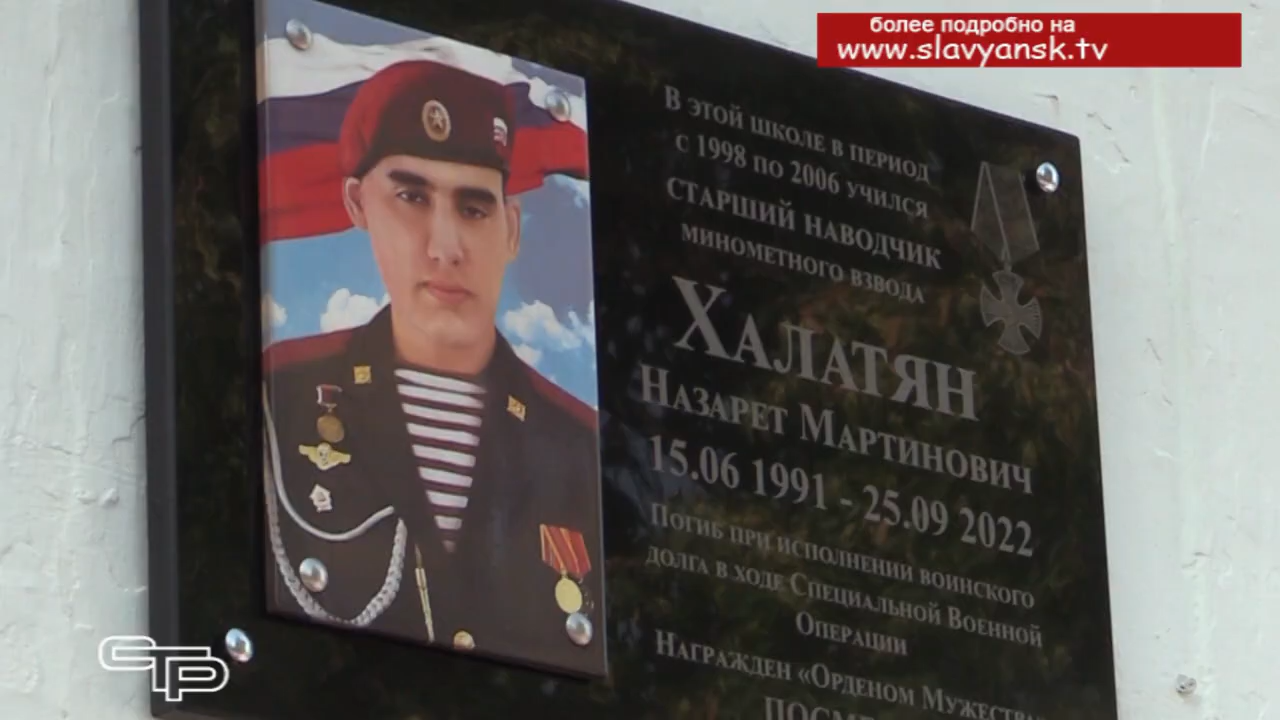 более подробно на
www.slavyansk.tv
В этой школе в период
с 1998 по 2006 учился
старший наводчик
минометного взвода
Халатян
Назарет Мартинович
15.06 1991 - 25.09 2022
Погиб при исполнении воинского
долга в ходе Специальной Военной
Операции
Награжден «Орденом Мужества
СТР